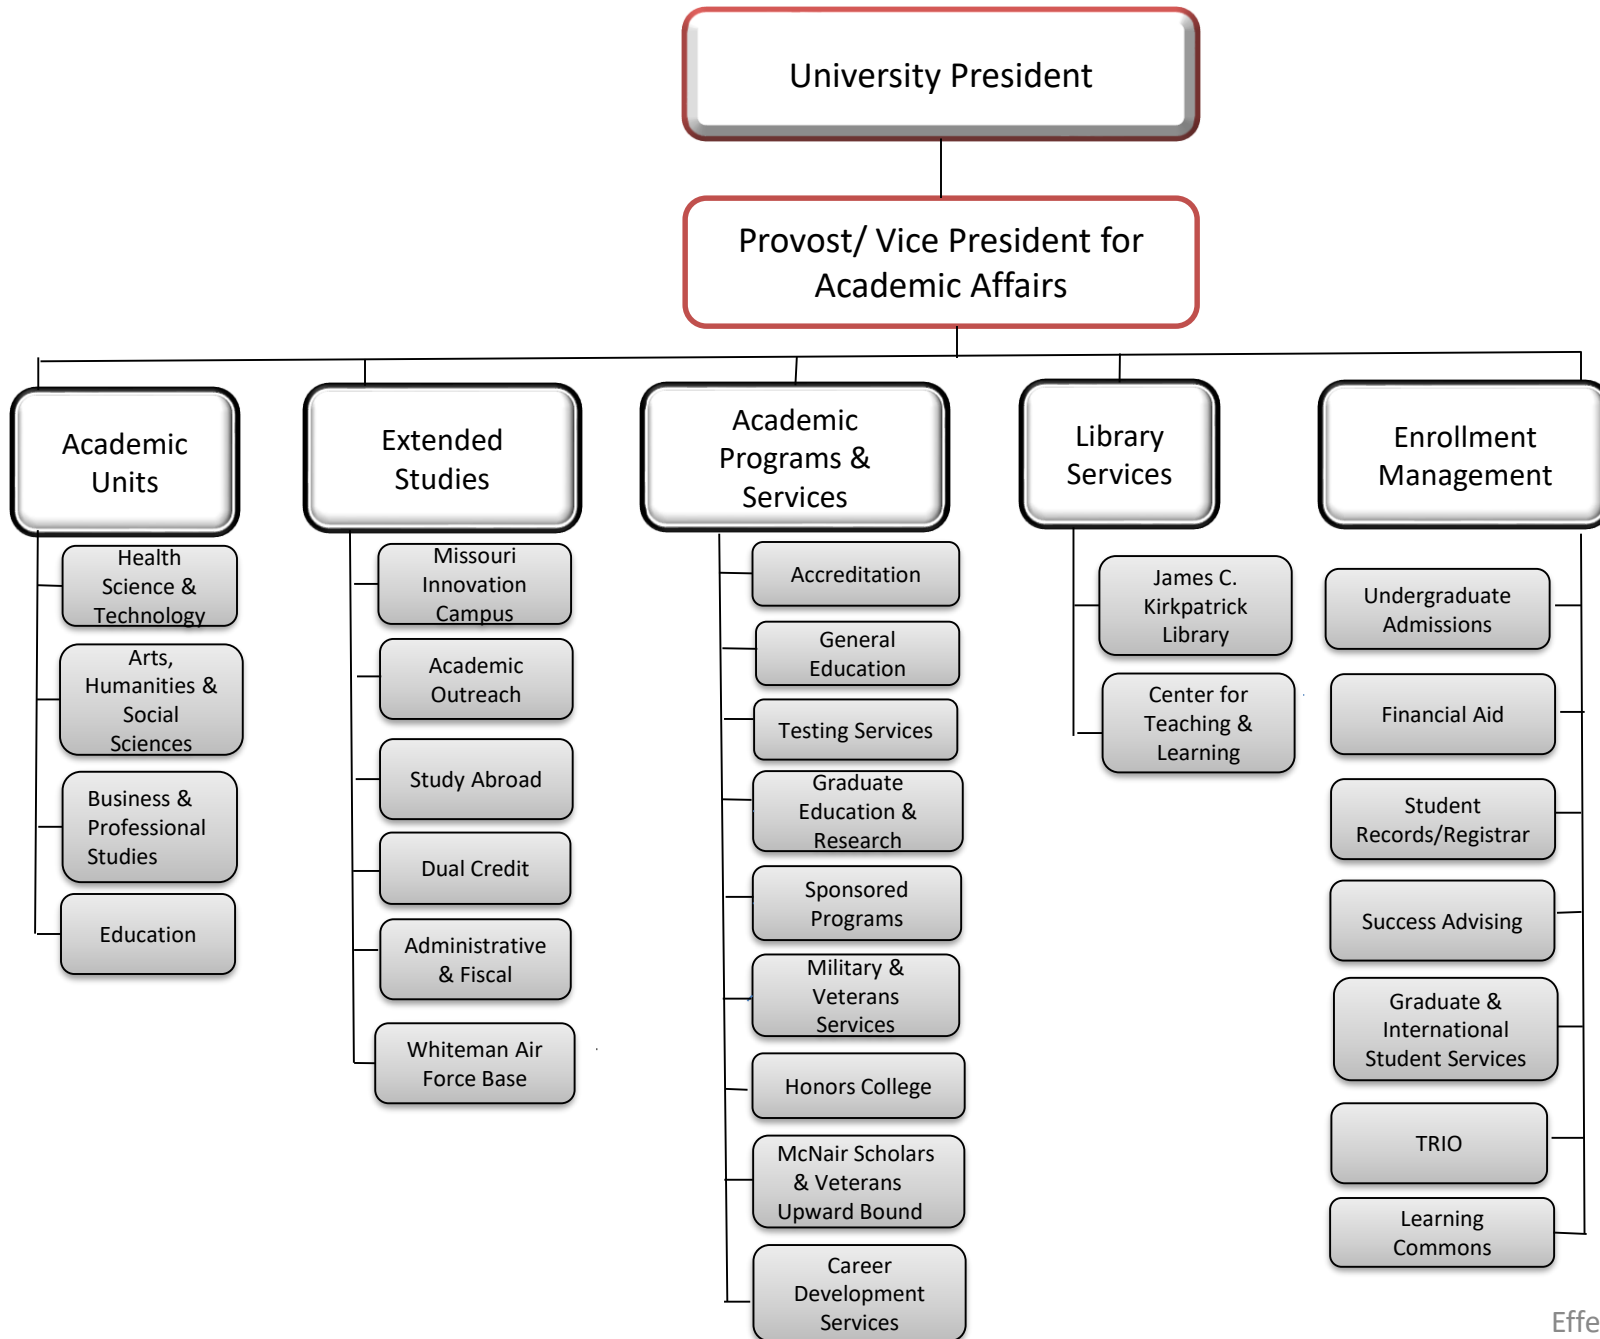 University President
Provost/ Vice President for
Academic Affairs
Academic
Units
Extended
Studies
Academic
Programs &
Services
Library
Services
Enrollment
Management
Health
Science &
Technology
Arts,
Humanities &
Social
Sciences
Business &
Professional
Studies
Education
Missouri
Innovation
Campus
Academic
Outreach
Study Abroad
Dual Credit
Administrative
& Fiscal
Whiteman Air
Force Base
Accreditation
General
Education
Testing Services
Graduate
Education &
Research
Sponsored
Programs
Military &
Veterans
Services
Honors College
McNair Scholars
& Veterans
Upward Bound
Career
Development
Services
James C.
Kirkpatrick
Library
Center for
Teaching &
Learning
Undergraduate
Admissions
Financial Aid
Student
Records/Registrar
Success Advising
Graduate &
International
Student Services
TRIO
Learning
Commons
Effe